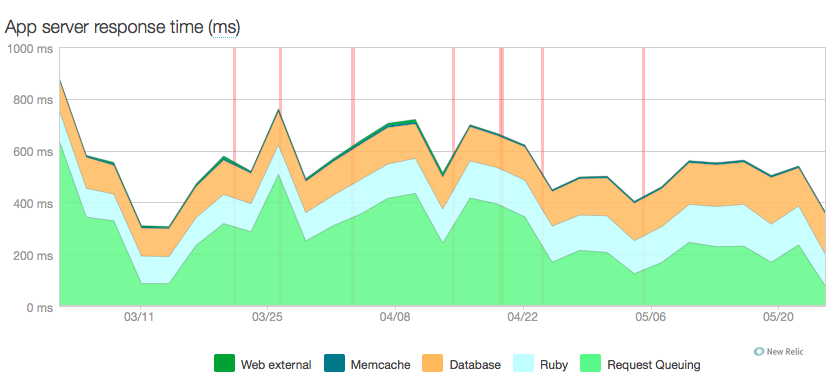 App server response time (ms)
1000 ms
800 ms
600 ms
400 ms
200 ms
0 ms
03/11 03/25 04/08 04/22 05/06 05/20
New Relic
Web external Memcache Database Ruby Request Queuing